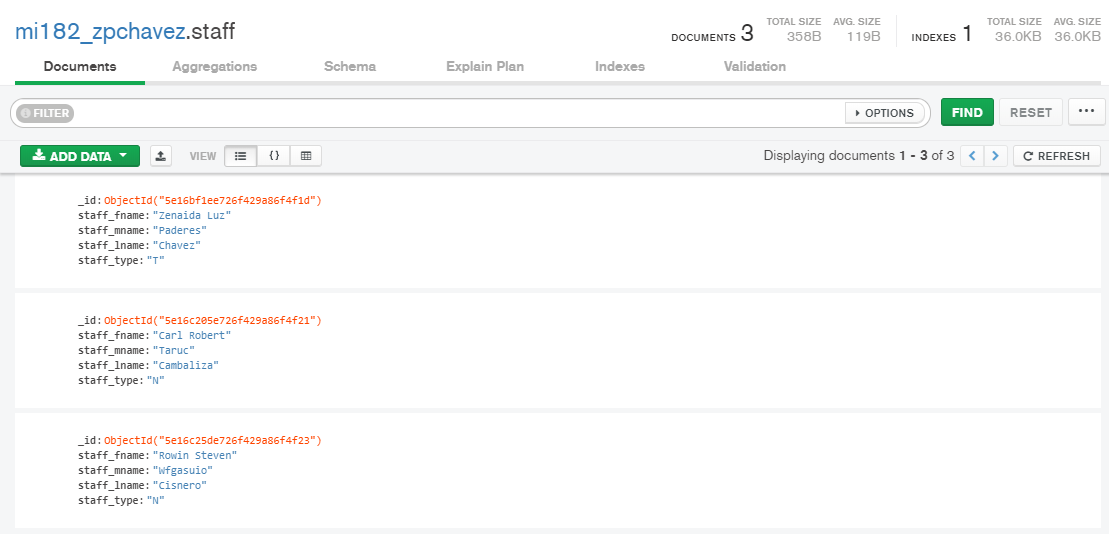 mi182_zpchavez.staff
DOCUMENTS 3 TOTAL SIZE 358B AVG. SIZE 119B INDEXES 1 TOTAL SIZE 36.0KB AVG. SIZE 36.0KB
Documents Aggregations Schema Explain Plan Indexes Validation
FILTER OPTIONS FIND RESET ...
ADD DATA VIEW { } Displaying documents 1 - 3 of 3 < > REFRESH
_id: ObjectId("5e16bf1ee726f429a86f4f1d")
staff_fname: "Zenaida Luz"
staff_mname: "Paderes"
staff_lname: "Chavez"
staff_type: "T"
_id: ObjectId("5e16c205e726f429a86f4f21")
staff_fname: "Carl Robert"
staff_mname: "Taruc"
staff_lname: "Cambaliza"
staff_type: "N"
_id: ObjectId("5e16c25de726f429a86f4f23")
staff_fname: "Rowin Steven"
staff_mname: "Wfgasuio"
staff_lname: "Cisnero"
staff_type: "N"